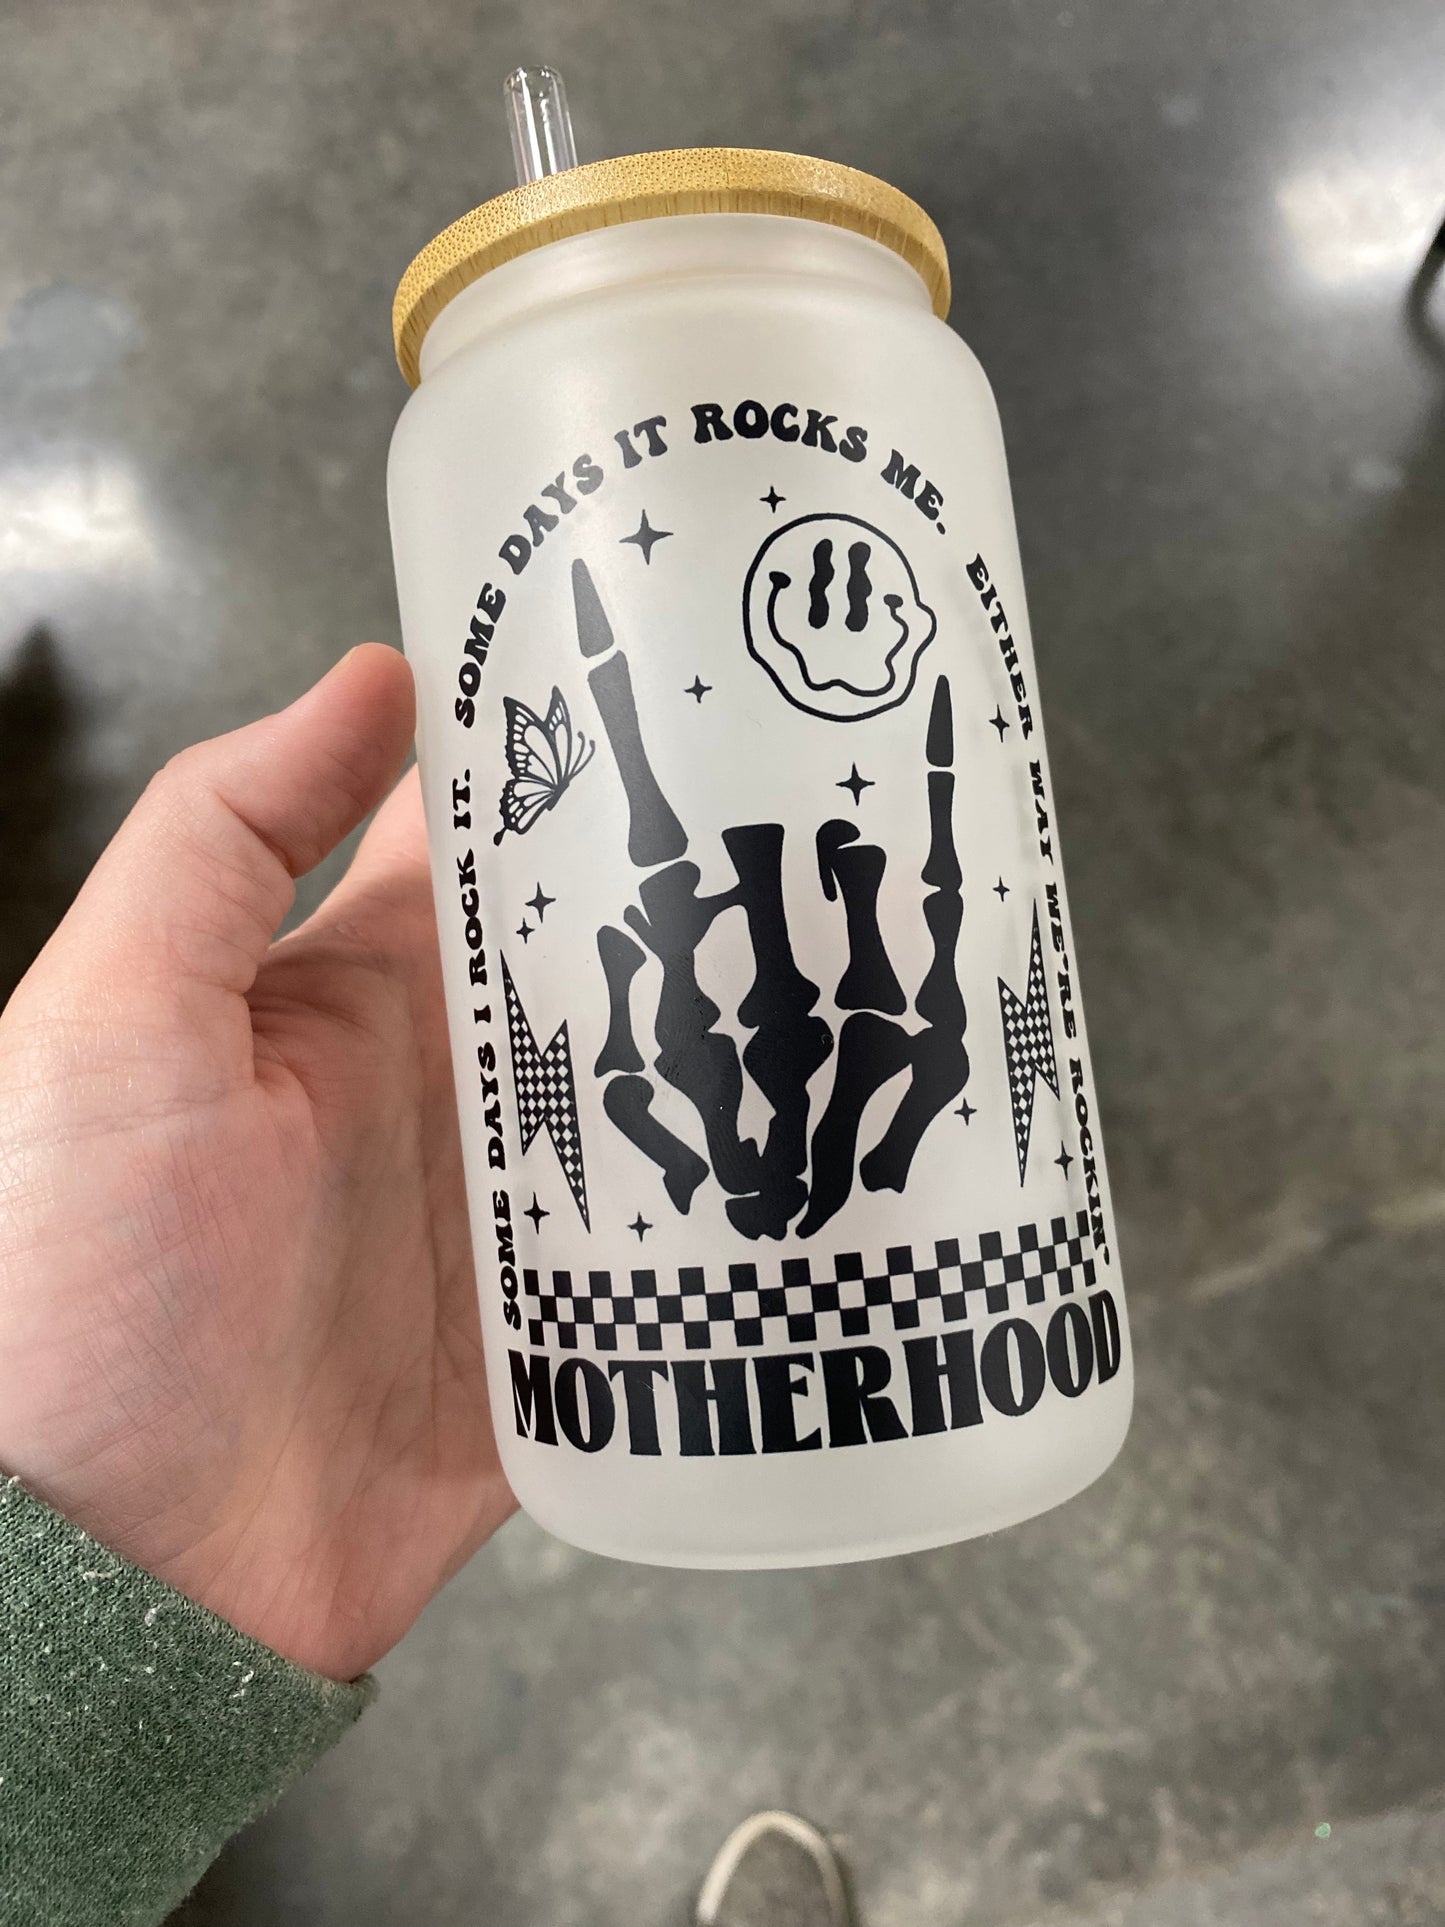 SOME DAYS I ROCK IT. SOME DAYS IT ROCKS ME. EITHER WAY WE'RE ROCKIN'
MOTHERHOOD